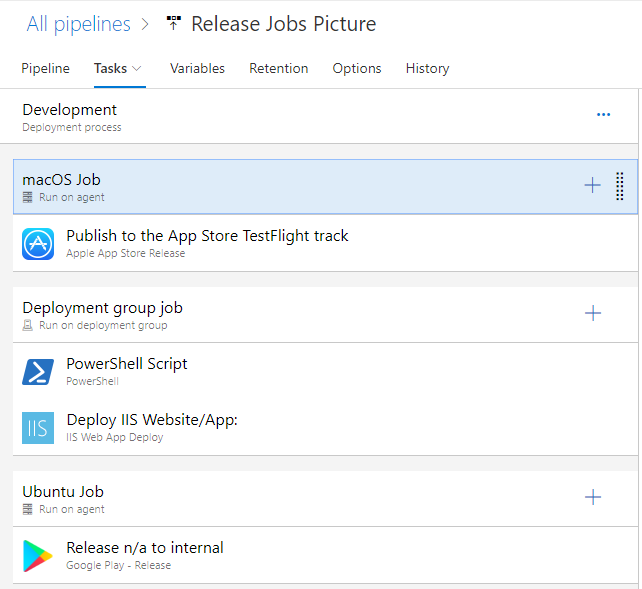 All pipelines > Release Jobs Picture
Pipeline Tasks Variables Retention Options History
Development
Deployment process
macOS Job
Run on agent
Publish to the App Store TestFlight track
Apple App Store Release
Deployment group job
Run on deployment group
PowerShell Script
PowerShell
IIS
Deploy IIS Website/App:
IIS Web App Deploy
Ubuntu Job
Run on agent
Release n/a to internal
Google Play - Release